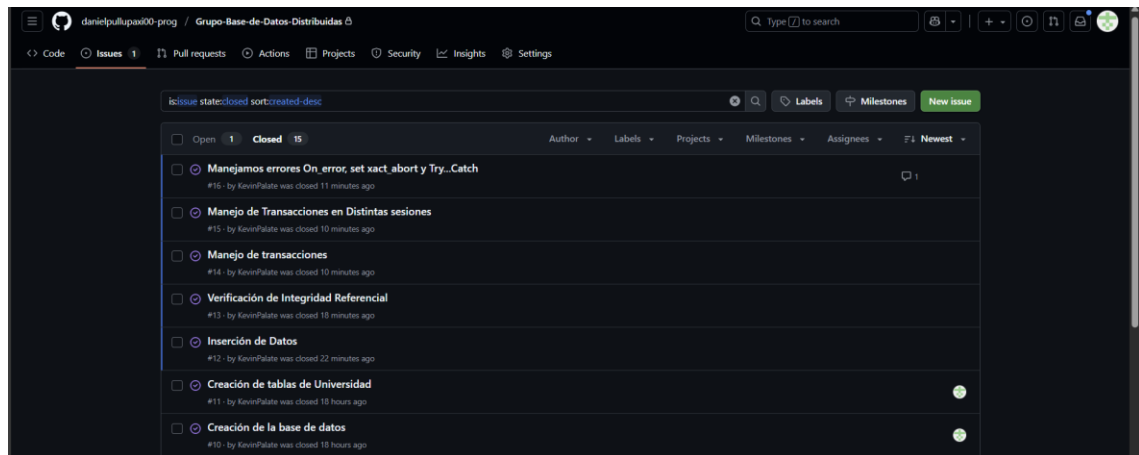 danielpullupaxi00-prog / Grupo-Base-de-Datos-Distribuidas
Type / to search
Code Issues 1 Pull requests Actions Projects Security Insights Settings
is:issue state:closed sort:created-desc
Labels Milestones New issue
Open 1 Closed 15 Author Labels Projects Milestones Assignees Newest
Manejamos errores On_error, set xact_abort y Try...Catch
1
#16 · by KevinPalate was closed 11 minutes ago
Manejo de Transacciones en Distintas sesiones
#15 · by KevinPalate was closed 10 minutes ago
Manejo de transacciones
#14 · by KevinPalate was closed 10 minutes ago
Verificación de Integridad Referencial
#13 · by KevinPalate was closed 18 minutes ago
Inserción de Datos
#12 · by KevinPalate was closed 22 minutes ago
Creación de tablas de Universidad
#11 · by KevinPalate was closed 18 hours ago
Creación de la base de datos
#10 · by KevinPalate was closed 18 hours ago